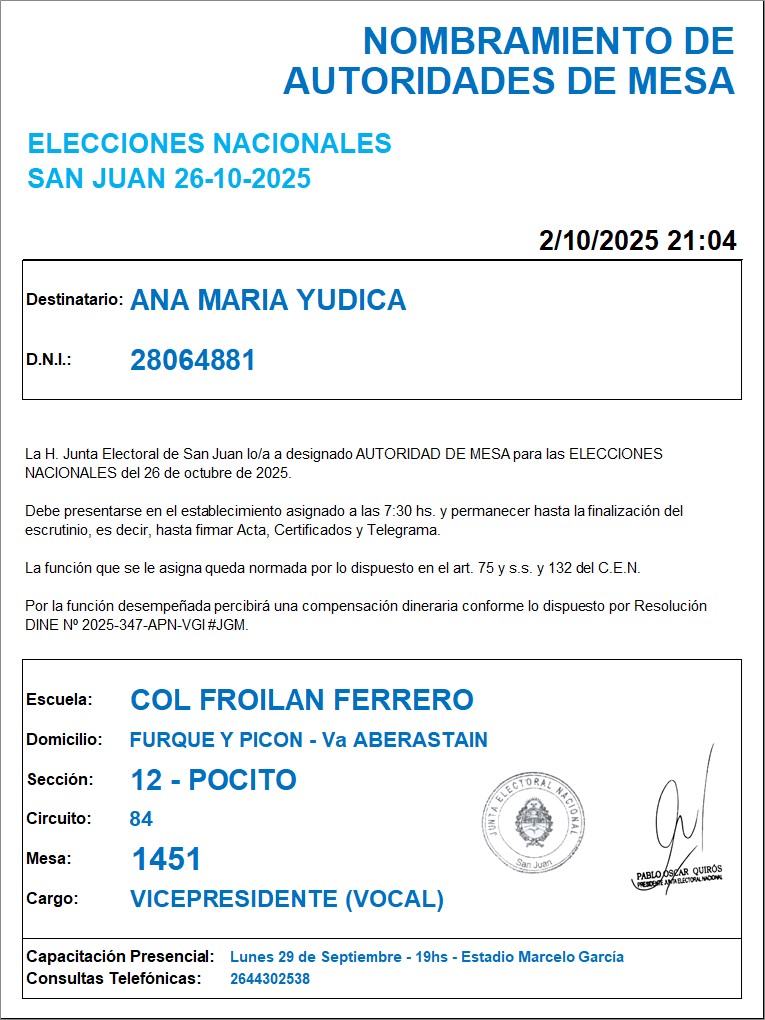 NOMBRAMIENTO DE
AUTORIDADES DE MESA
ELECCIONES NACIONALES
SAN JUAN 26-10-2025
2/10/2025 21:04
Destinatario: ANA MARIA YUDICA
D.N.I.: 28064881
La H. Junta Electoral de San Juan lo/a a designado AUTORIDAD DE MESA para las ELECCIONES
NACIONALES del 26 de octubre de 2025.
Debe presentarse en el establecimiento asignado a las 7:30 hs. y permanecer hasta la finalización del
escrutinio, es decir, hasta firmar Acta, Certificados y Telegrama.
La función que se le asigna queda normada por lo dispuesto en el art. 75 y s.s. y 132 del C.E.N.
Por la función desempeñada percibirá una compensación dineraria conforme lo dispuesto por Resolución
DINE Nº 2025-347-APN-VGI#JGM.
Escuela: COL FROILAN FERRERO
Domicilio: FURQUE Y PICON - Va ABERASTAIN
Sección: 12 - POCITO
Circuito: 84
Mesa: 1451
Cargo: VICEPRESIDENTE (VOCAL)
JUNTA ELECTORAL NACIONAL
San Juan
PABLO OSCAR QUIRÓS
PRESIDENTE JUNTA ELECTORAL NACIONAL
Capacitación Presencial: Lunes 29 de Septiembre - 19hs - Estadio Marcelo García
Consultas Telefónicas: 2644302538